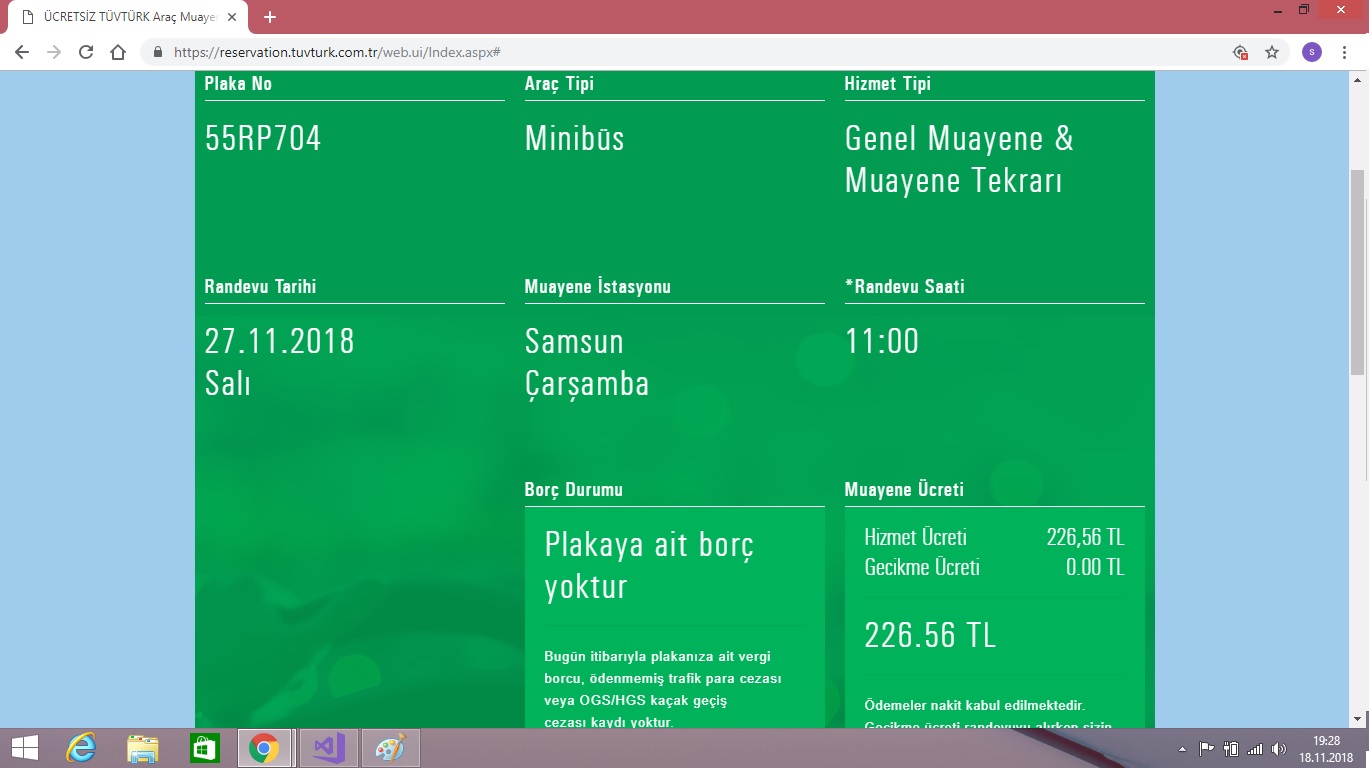 ÜCRETSİZ TÜVTÜRK Araç Muaye
https://reservation.tuvturk.com.tr/web.ui/Index.aspx#
S
Plaka No
Araç Tipi
Hizmet Tipi
55RP704
Minibüs
Genel Muayene &
Muayene Tekrarı
Randevu Tarihi
Muayene İstasyonu
*Randevu Saati
27.11.2018
Salı
Samsun
Çarşamba
11:00
Borç Durumu
Plakaya ait borç
yoktur
Bugün itibarıyla plakanıza ait vergi
borcu, ödenmemiş trafik para cezası
veya OGS/HGS kaçak geçiş
cezası kaydı yoktur.
Muayene Ücreti
Hizmet Ücreti 226,56 TL
Gecikme Ücreti 0.00 TL
226.56 TL
Ödemeler nakit kabul edilmektedir.
Gecikme ücreti randevuyu alırken sizin
19:28
18.11.2018